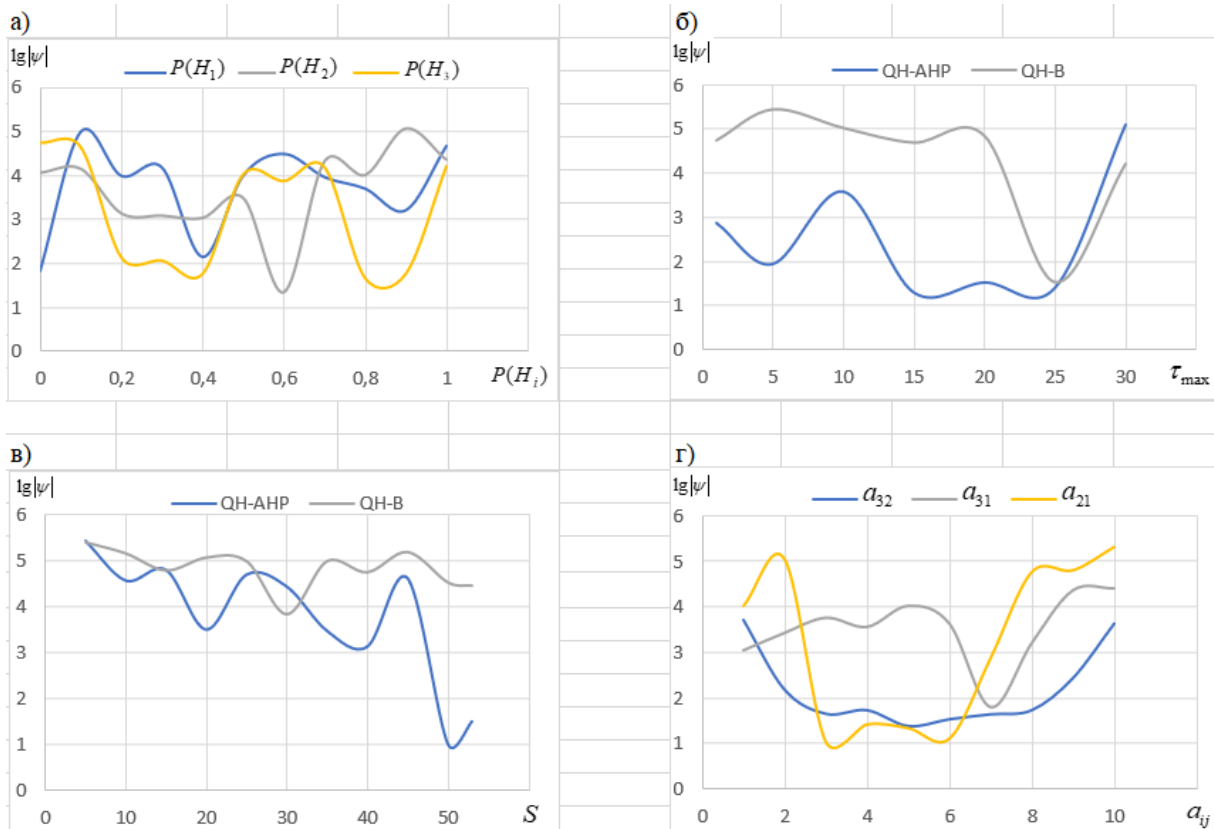 а)
lg|ψ|
P(H₁) P(H₂) P(H₃)
6
5
4
3
2
1
0
0 0,2 0,4 0,6 0,8 1 P(Hᵢ)
б)
lg|ψ|
QH-AHP QH-B
6
5
4
3
2
1
0
0 5 10 15 20 25 30 τmax
в)
lg|ψ|
QH-AHP QH-B
6
5
4
3
2
1
0
0 10 20 30 40 50 S
г)
lg|ψ|
a₃₂ a₃₁ a₂₁
6
5
4
3
2
1
0
0 2 4 6 8 10 aᵢⱼ